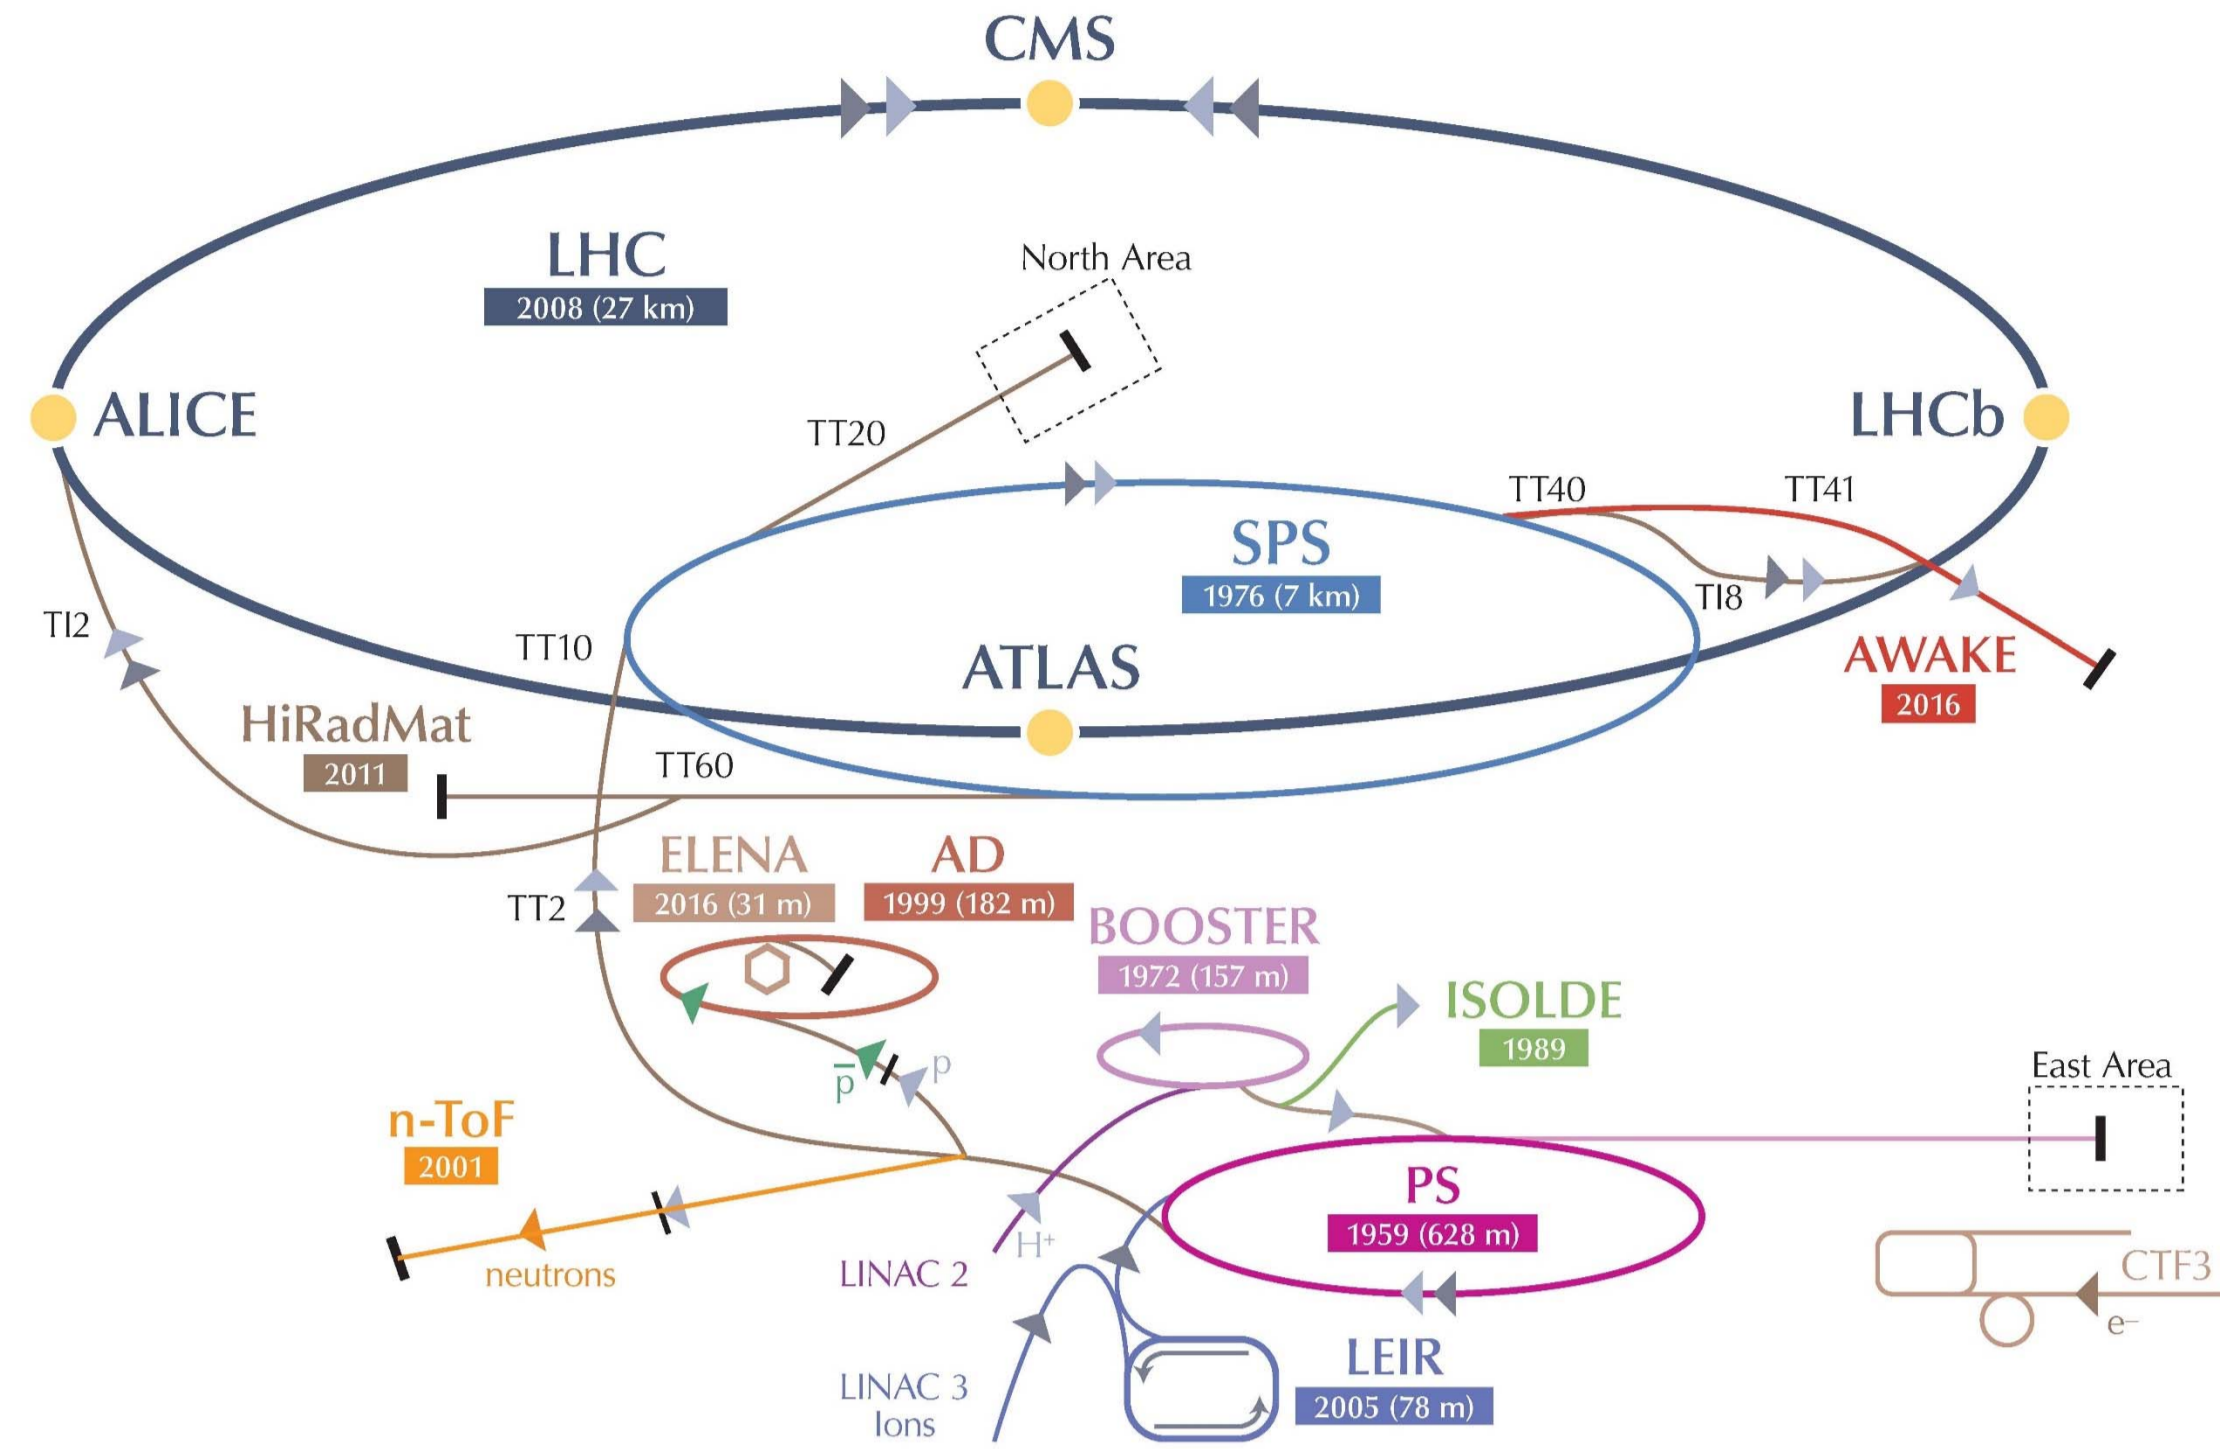 CMS
LHC
2008 (27 km)
North Area
ALICE
LHCb
TT20
TT40
TT41
SPS
1976 (7 km)
TI8
TI2
TT10
ATLAS
AWAKE
2016
HiRadMat
2011
TT60
ELENA
2016 (31 m)
AD
1999 (182 m)
TT2
BOOSTER
1972 (157 m)
ISOLDE
1989
p̅
p
East Area
n-ToF
2001
PS
1959 (628 m)
H⁺
LINAC 2
neutrons
CTF3
e⁻
LEIR
2005 (78 m)
LINAC 3
Ions